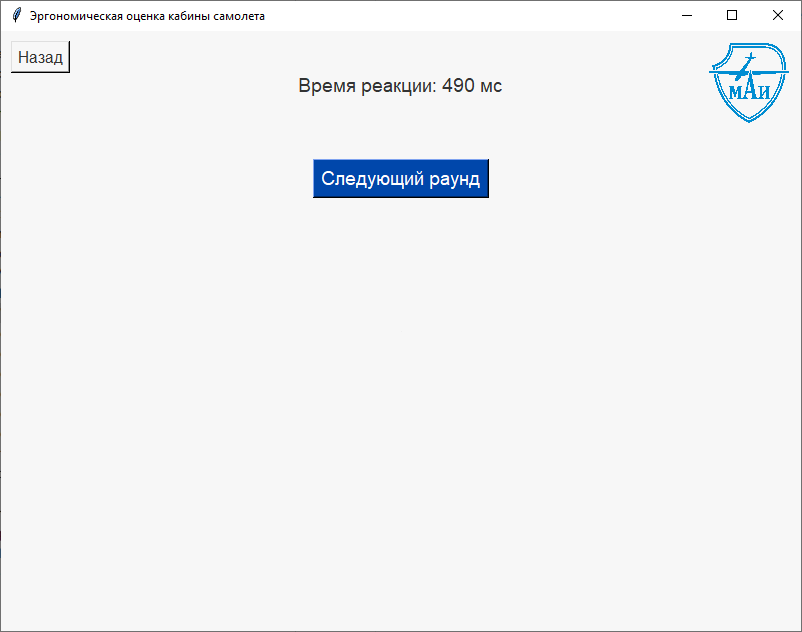 Эргономическая оценка кабины самолета
Назад
Время реакции: 490 мс
МАИ
Следующий раунд